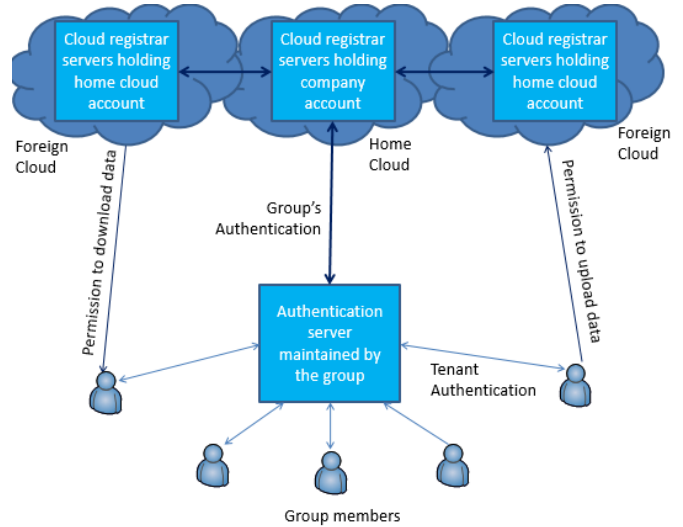 Cloud registrar
servers holding
home cloud
account
Cloud registrar
servers holding
company
account
Cloud registrar
servers holding
home cloud
account
Foreign
Cloud
Home
Cloud
Foreign
Cloud
Permission to download data
Group's
Authentication
Permission to upload data
Authentication
server
maintained by
the group
Tenant
Authentication
Group members